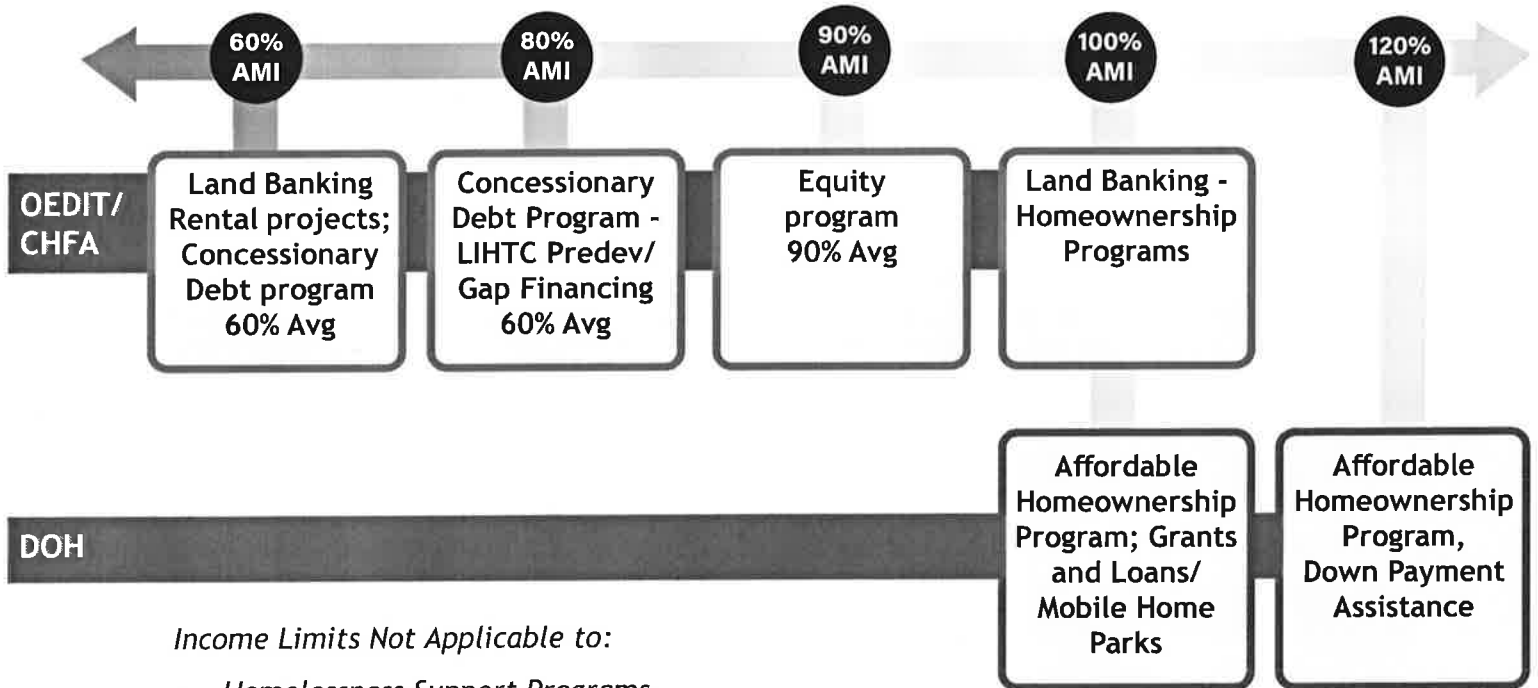 60%
AMI
80%
AMI
90%
AMI
100%
AMI
120%
AMI
OEDIT/
CHFA
Land Banking
Rental projects;
Concessionary
Debt program
60% Avg
Concessionary
Debt Program -
LIHTC Predev/
Gap Financing
60% Avg
Equity
program
90% Avg
Land Banking -
Homeownership
Programs
DOH
Affordable
Homeownership
Program; Grants
and Loans/
Mobile Home
Parks
Affordable
Homeownership
Program,
Down Payment
Assistance
Income Limits Not Applicable to:
Homelessness Support Programs